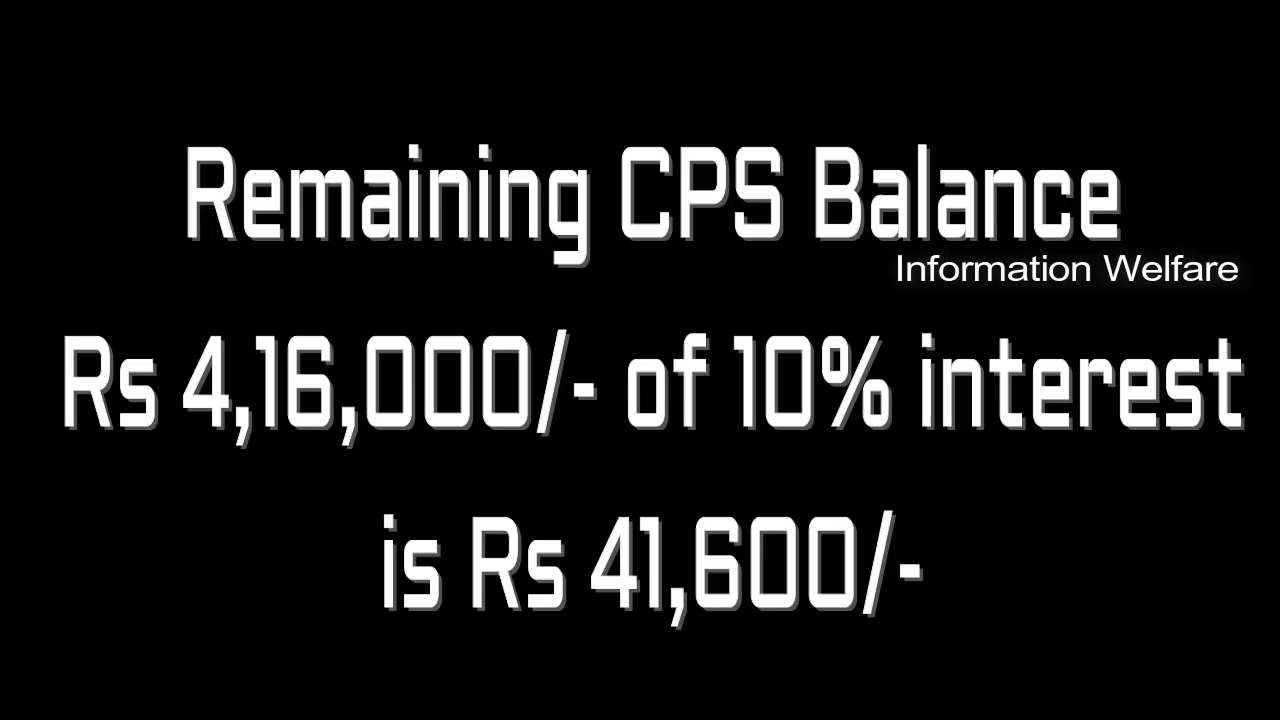 Remaining CPS Balance
Information Welfare
Rs 4,16,000/- of 10% interest
is Rs 41,600/-